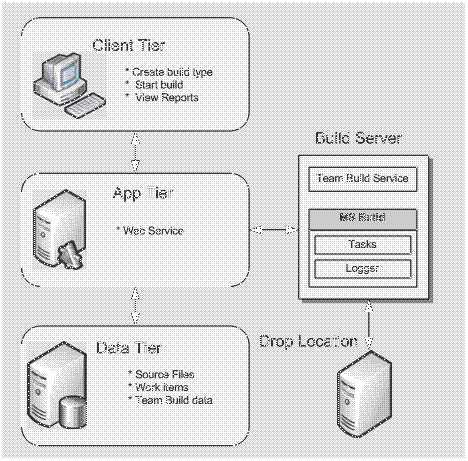 Client Tier
* Create build type
* Start build
* View Reports
Build Server
Team Build Service
MS Build
Tasks
Logger
App Tier
* Web Service
Data Tier
* Source Files
* Work items
* Team Build data
Drop Location